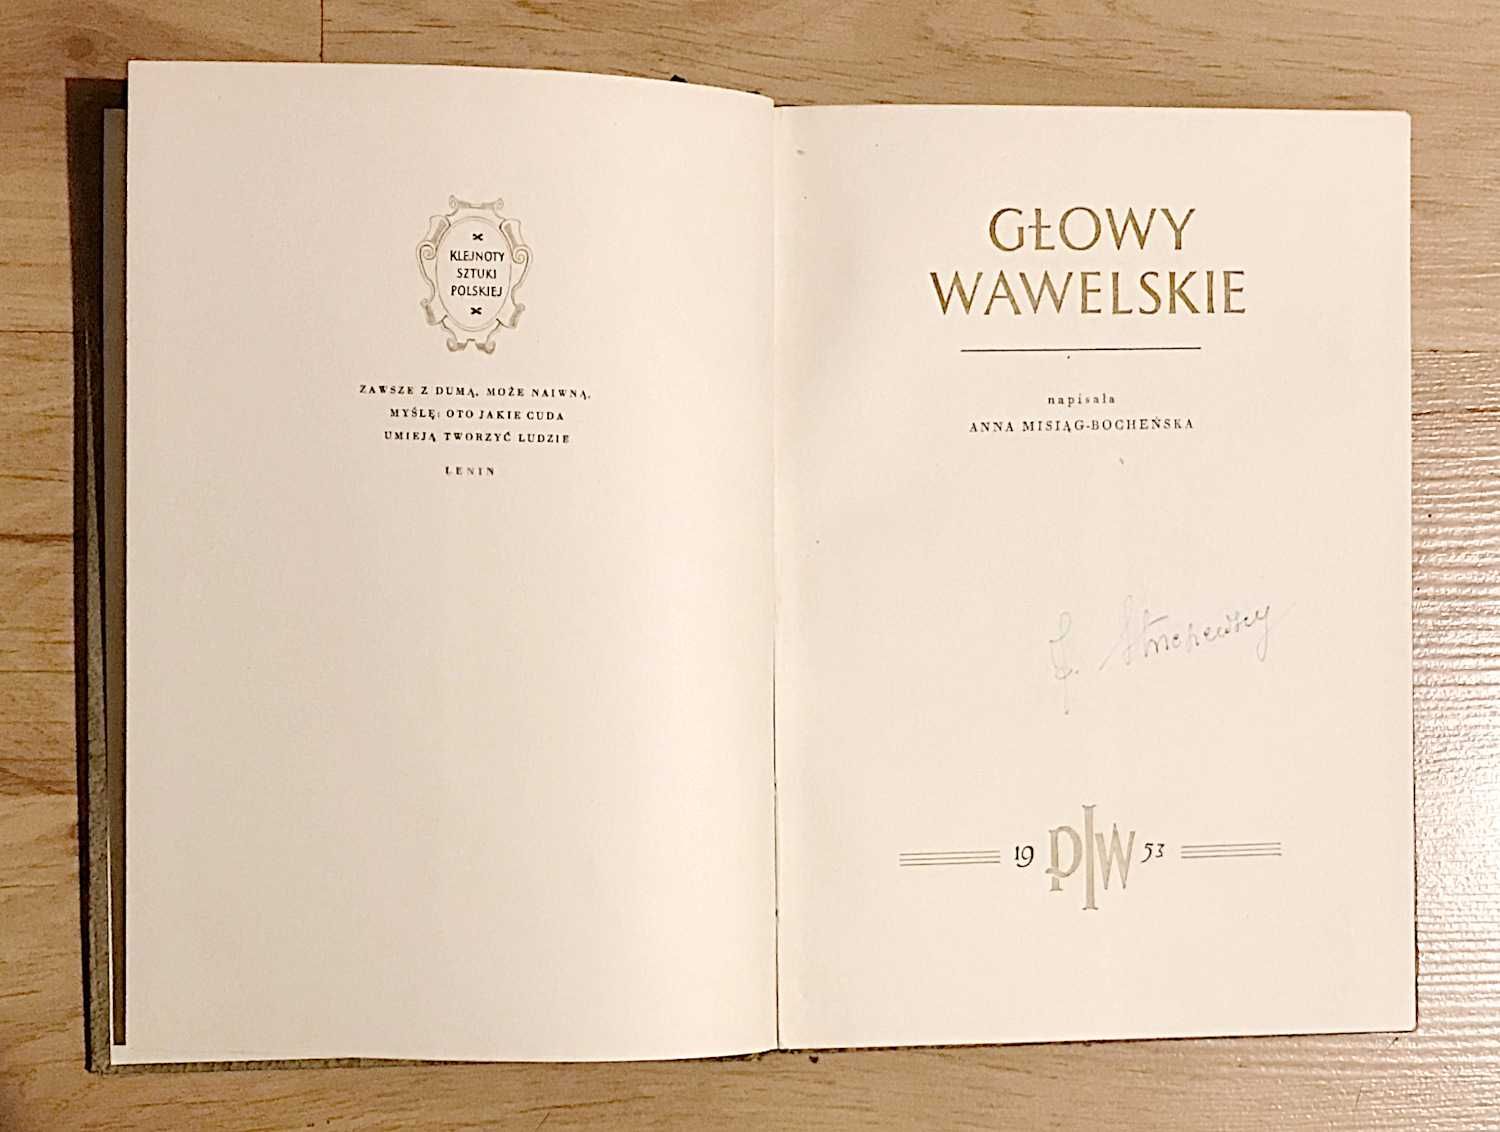 KLEJNOTY
SZTUKI
POLSKIEJ
ZAWSZE Z DUMĄ, MOŻE NAIWNĄ,
MYŚLĘ: OTO JAKIE CUDA
UMIEJĄ TWORZYĆ LUDZIE
LENIN
GŁOWY
WAWELSKIE
napisała
ANNA MISIĄG-BOCHEŃSKA
19 PIW 53